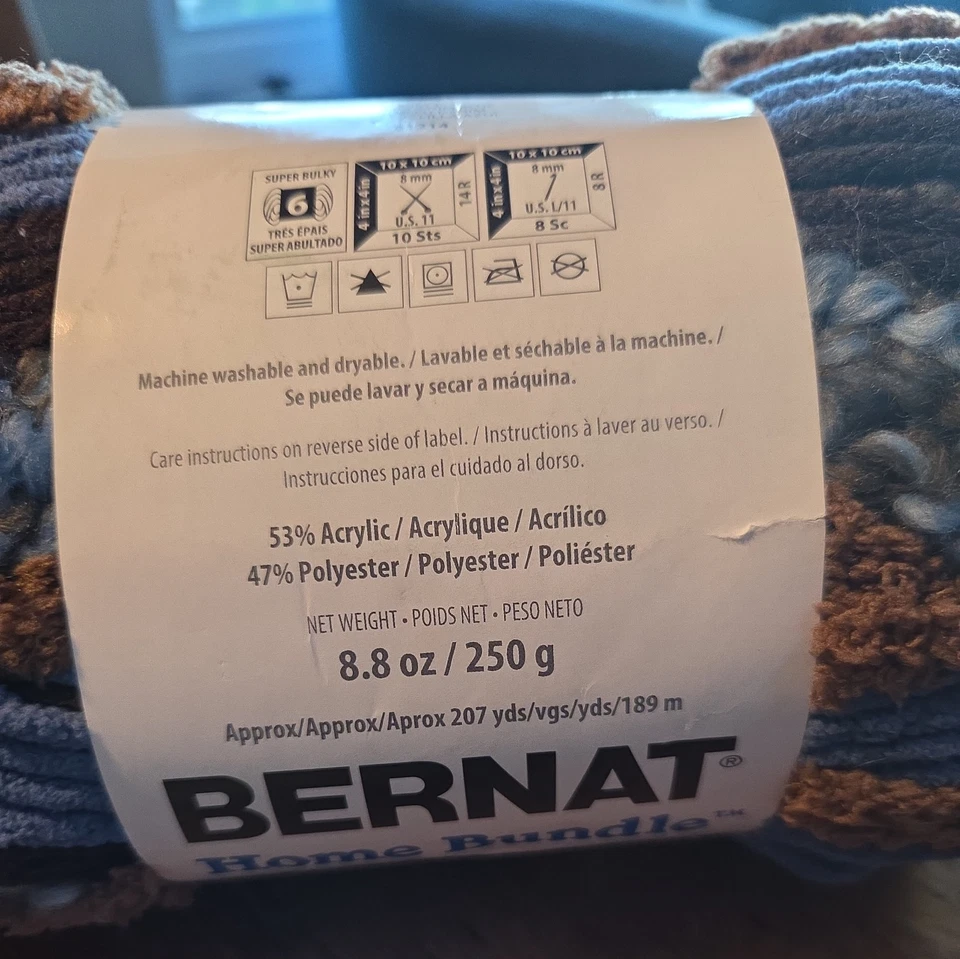 SUPER BULKY
6
TRÈS ÉPAIS
SUPER ABULTADO
10 x 10 cm
4 in x 4 in
8 mm
14 R
U.S. 11
10 Sts
10 x 10 cm
4 in x 4 in
8 mm
8 R
U.S. L/11
8 Sc
Machine washable and dryable. / Lavable et séchable à la machine. /
Se puede lavar y secar a máquina.
Care instructions on reverse side of label. / Instructions à laver au verso. /
Instrucciones para el cuidado al dorso.
53% Acrylic / Acrylique / Acrílico
47% Polyester / Polyester / Poliéster
NET WEIGHT • POIDS NET • PESO NETO
8.8 oz / 250 g
Approx/Approx/Aprox 207 yds/vgs/yds/189 m
BERNAT®
Home Bundle™